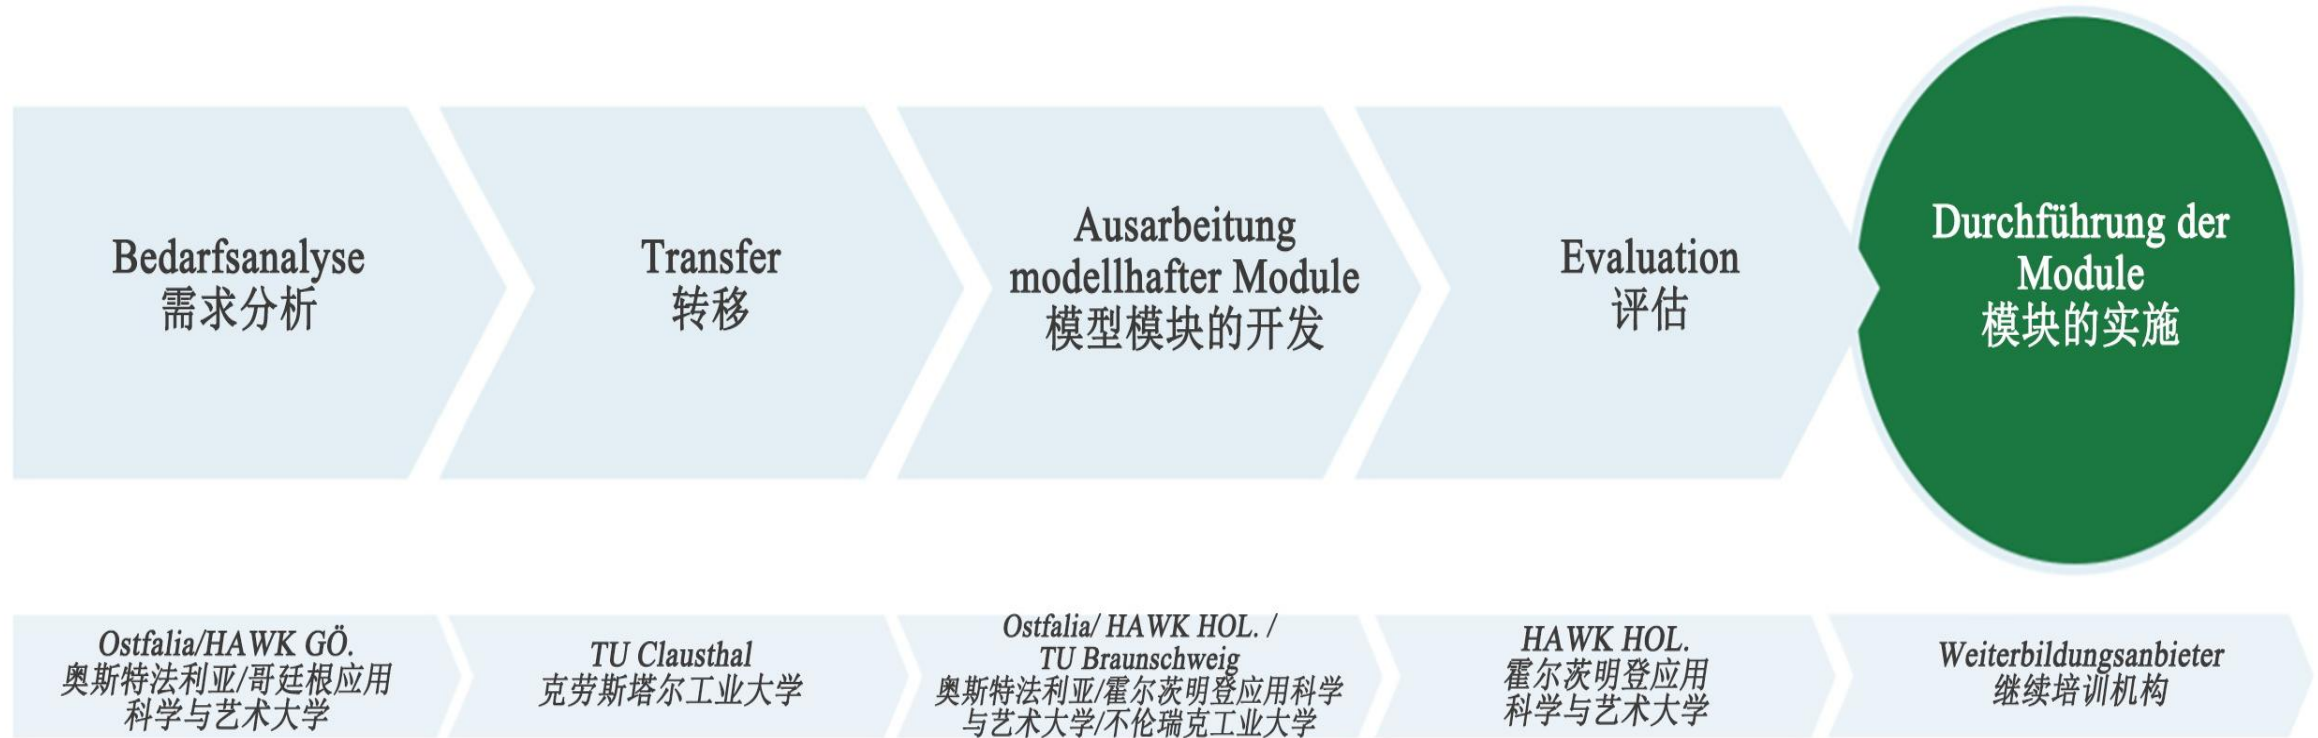 Bedarfsanalyse
需求分析
Transfer
转移
Ausarbeitung
modellhafter Module
模型模块的开发
Evaluation
评估
Durchführung der
Module
模块的实施
Ostfalia/HAWK GÖ.
奥斯特法利亚/哥廷根应用
科学与艺术大学
TU Clausthal
克劳斯塔尔工业大学
Ostfalia/ HAWK HOL. /
TU Braunschweig
奥斯特法利亚/霍尔茨明登应用科学
与艺术大学/不伦瑞克工业大学
HAWK HOL.
霍尔茨明登应用
科学与艺术大学
Weiterbildungsanbieter
继续培训机构